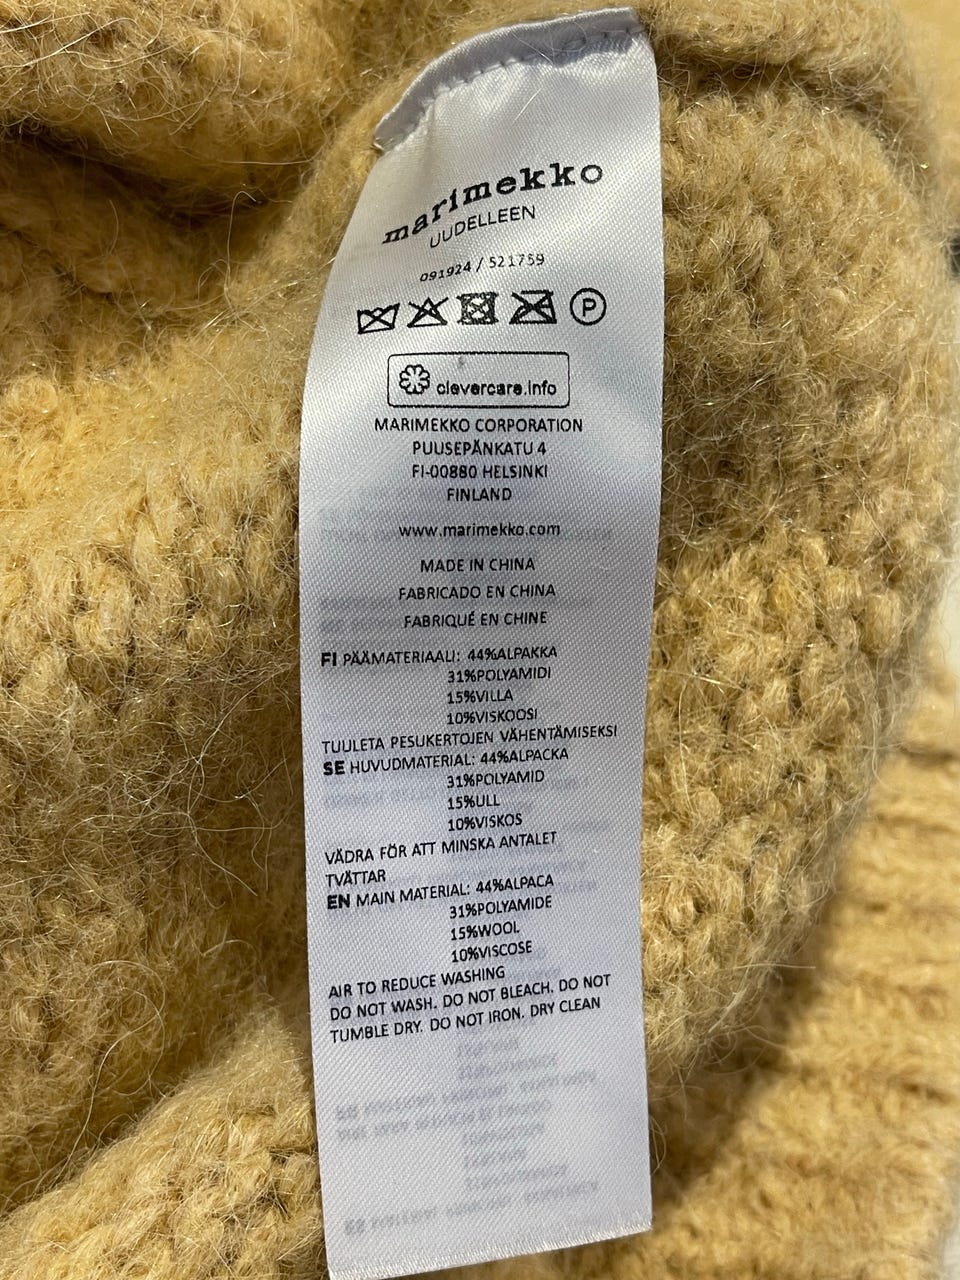 marimekko
UUDELLEEN
091924 / 521759
P
clevercare.info
MARIMEKKO CORPORATION
PUUSEPÄNKATU 4
FI-00880 HELSINKI
FINLAND
www.marimekko.com
MADE IN CHINA
FABRICADO EN CHINA
FABRIQUÉ EN CHINE
FI PÄÄMATERIAALI: 44%ALPAKKA
31%POLYAMIDI
15%VILLA
10%VISKOOSI
TUULETA PESUKERTOJEN VÄHENTÄMISEKSI
SE HUVUDMATERIAL: 44%ALPACKA
31%POLYAMID
15%ULL
10%VISKOS
VÄDRA FÖR ATT MINSKA ANTALET
TVÄTTAR
EN MAIN MATERIAL: 44%ALPACA
31%POLYAMIDE
15%WOOL
10%VISCOSE
AIR TO REDUCE WASHING
DO NOT WASH. DO NOT BLEACH. DO NOT
TUMBLE DRY. DO NOT IRON. DRY CLEAN